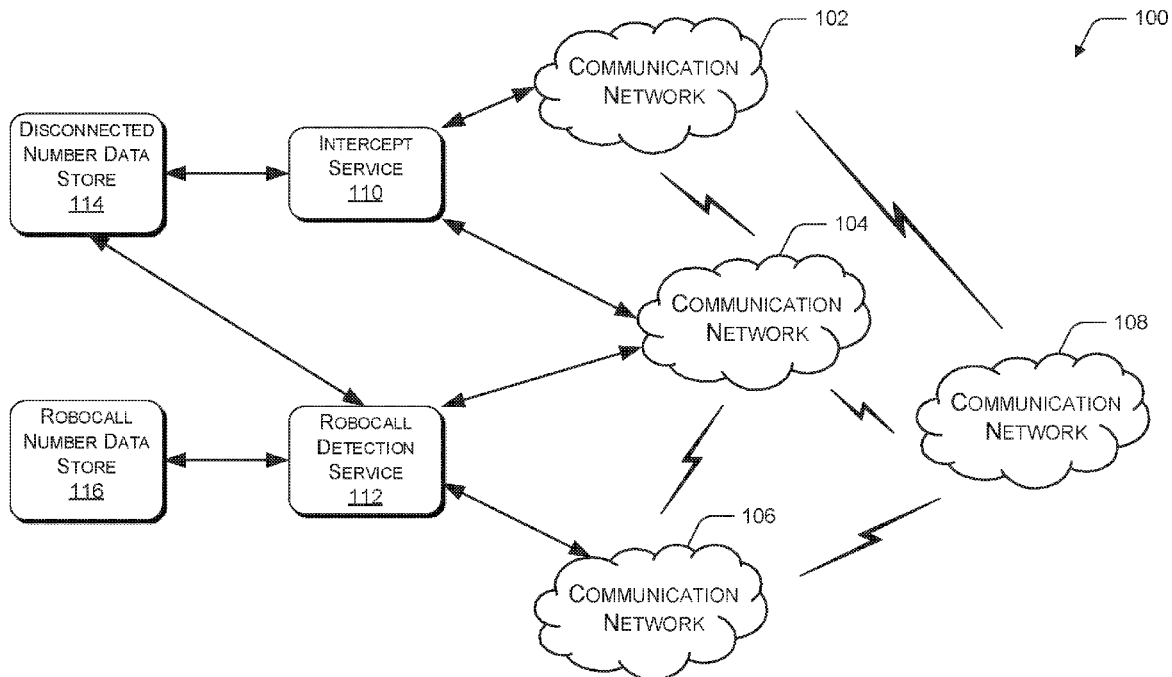 100
102
COMMUNICATION
NETWORK
DISCONNECTED
NUMBER DATA
STORE
114
INTERCEPT
SERVICE
110
104
COMMUNICATION
NETWORK
108
COMMUNICATION
NETWORK
ROBOCALL
NUMBER DATA
STORE
116
ROBOCALL
DETECTION
SERVICE
112
106
COMMUNICATION
NETWORK